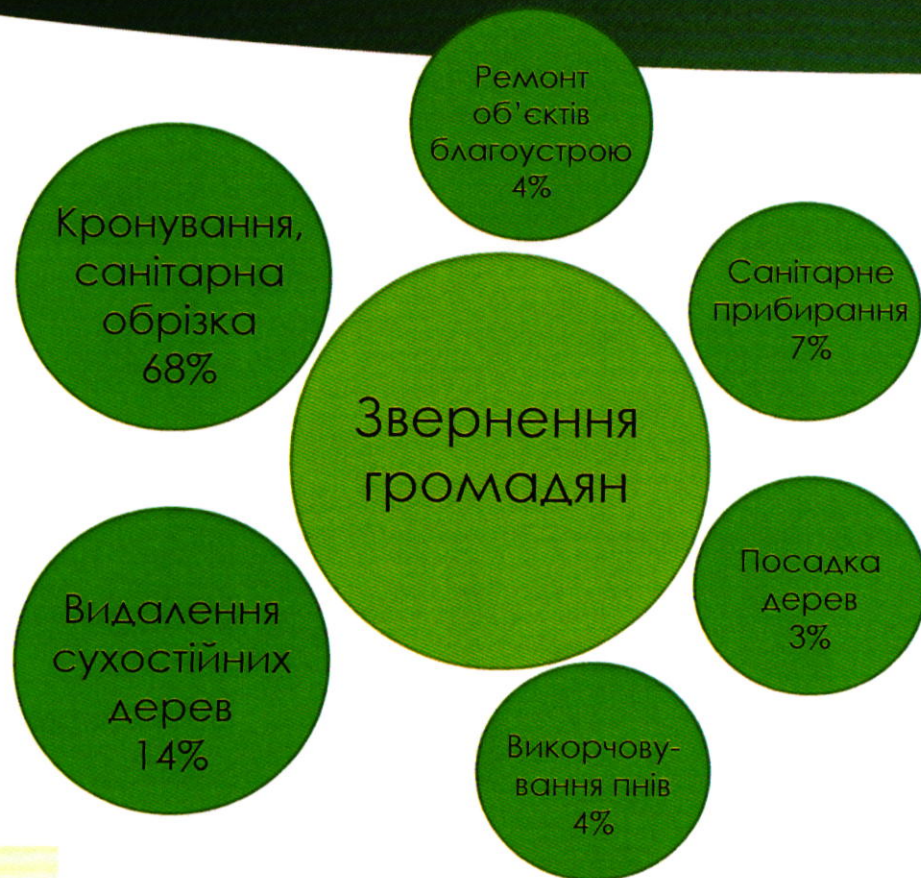 Ремонт
об’єктів
благоустрою
4%
Кронування,
санітарна
обрізка
68%
Санітарне
прибирання
7%
Звернення
громадян
Видалення
сухостійних
дерев
14%
Посадка
дерев
3%
Викорчову-
вання пнів
4%